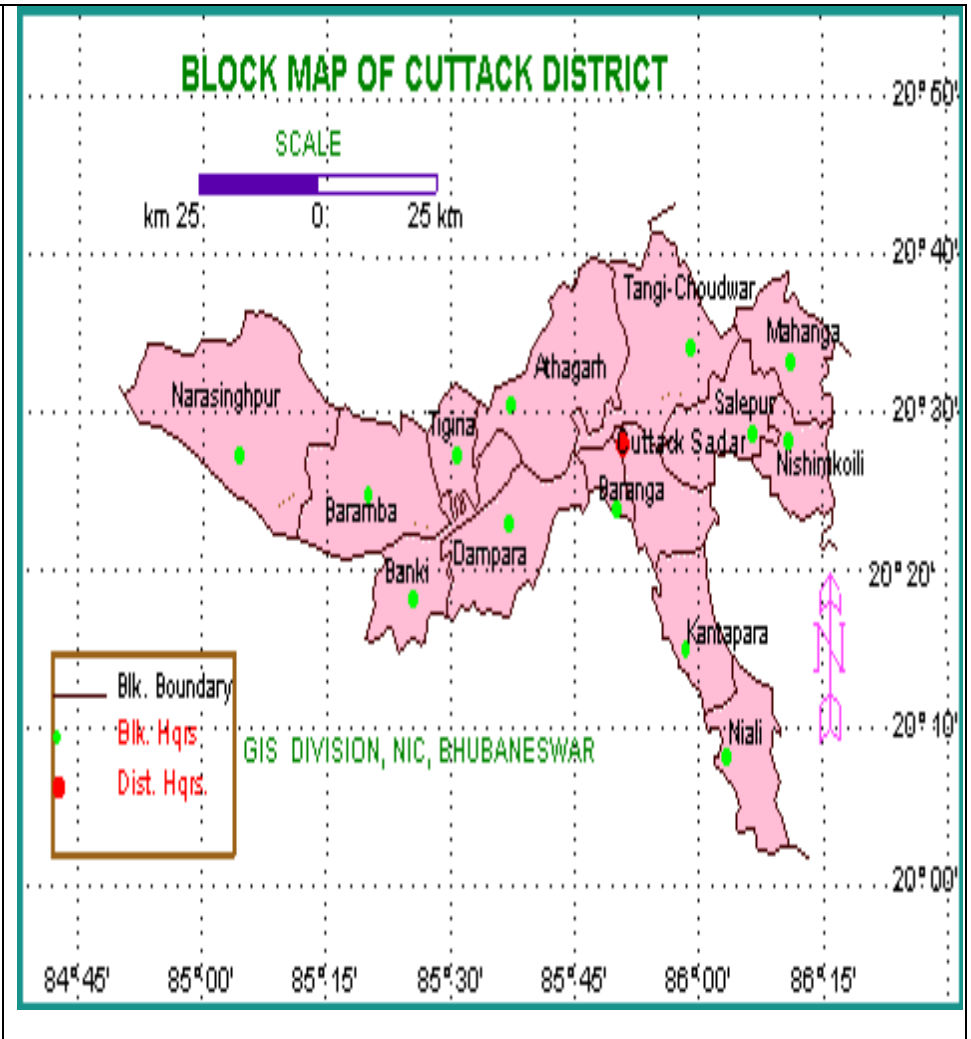 BLOCK MAP OF CUTTACK DISTRICT
20°60'
SCALE
km 25 0 25 km
20°40'
Tangi-Choudwar
Mahanga
Athagarh
Narasinghpur
Salepur
20°30'
Tigina
Cuttack Sadar
Nishintkoili
Baranga
Baramba
Dampara
Banki
20°20'
Kantapara
N
Blk. Boundary
Blk. Hqrs
Dist. Hqrs.
Niali
20°10'
GIS DIVISION, NIC, BHUBANESWAR
20°00'
84°45' 85°00' 85°15' 85°30' 85°45' 86°00' 86°15'